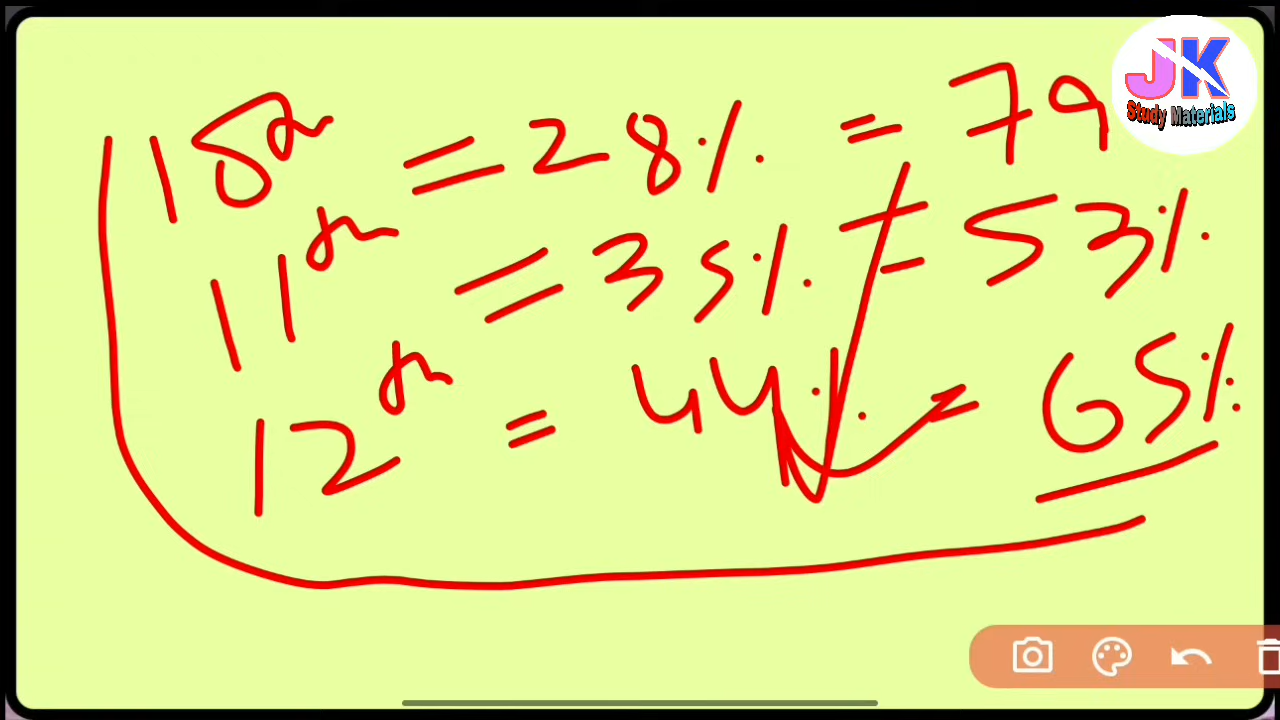 JK
Study Materials
10th = 28% = 79
11th = 35% = 53%
12th = 44% = 65%